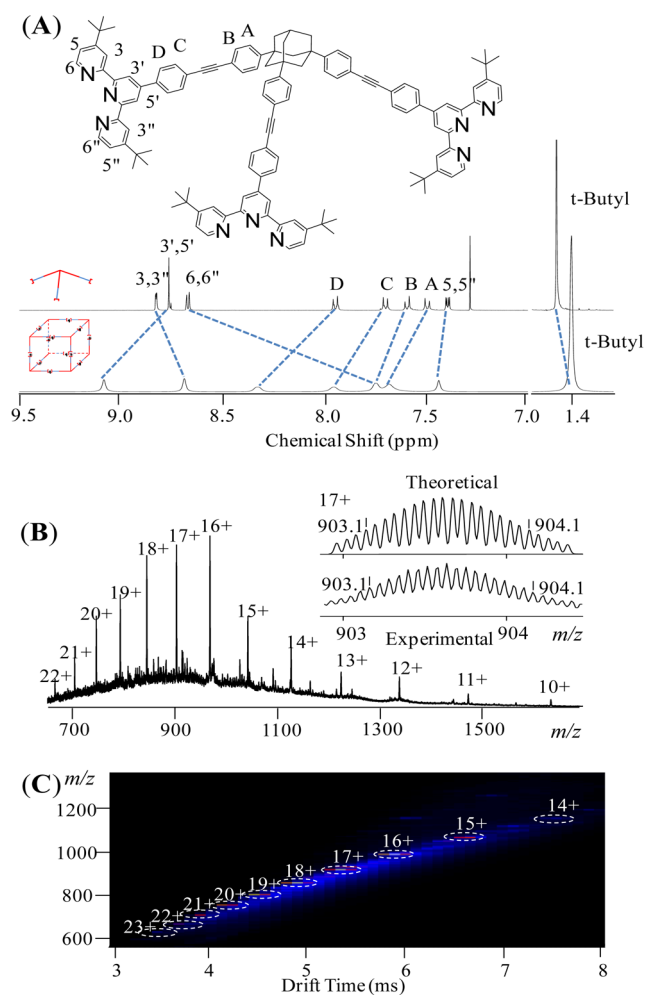 (A)
B A
D C
5 3
6 3'
N
N 5'
N 3"
6" 5"
N
N
N
N N N
t-Butyl
3',5'
3,3" 6,6" D C B A 5,5"
t-Butyl
9.5 9.0 8.5 8.0 7.5 7.0 1.4
Chemical Shift (ppm)
(B)
Theoretical
17+
903.1 904.1
903.1 904.1
903 904 m/z
Experimental
22+ 21+ 20+ 19+ 18+ 17+ 16+ 15+ 14+ 13+ 12+ 11+ 10+
700 900 1100 1300 1500 m/z
(C) m/z
1200
1000
800
600
23+ 22+ 21+ 20+ 19+ 18+ 17+ 16+ 15+ 14+
3 4 5 6 7 8
Drift Time (ms)